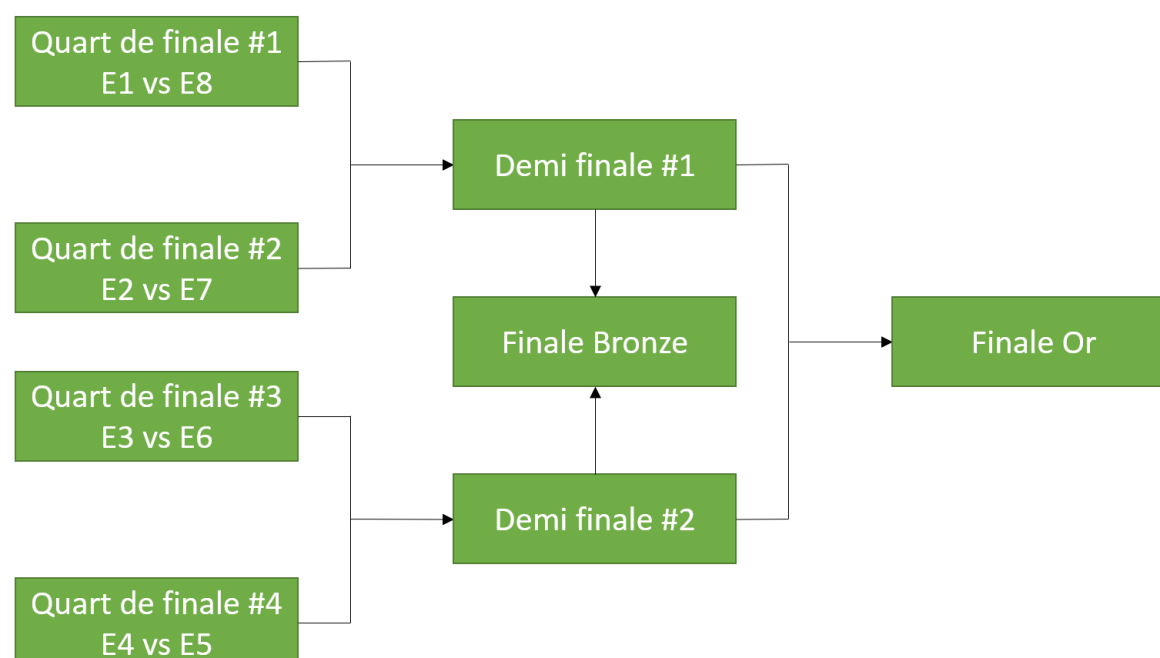 Quart de finale #1
E1 vs E8
Demi finale #1
Quart de finale #2
E2 vs E7
Finale Bronze
Finale Or
Quart de finale #3
E3 vs E6
Demi finale #2
Quart de finale #4
E4 vs E5